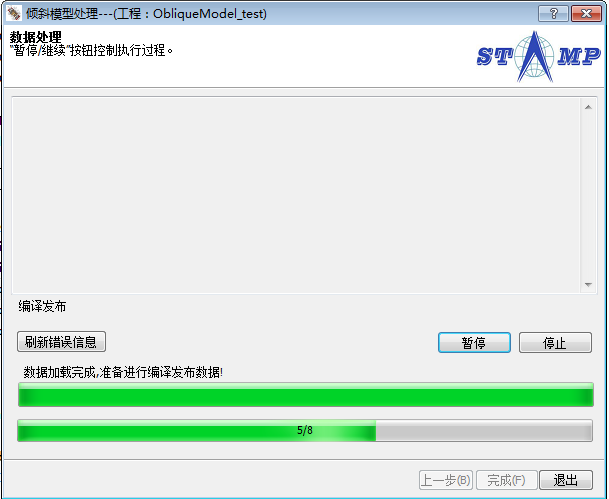 倾斜模型处理---(工程：ObliqueModel_test)
数据处理
"暂停/继续"按钮控制执行过程。
STAMP
编译发布
刷新错误信息
暂停
停止
数据加载完成,准备进行编译发布数据!
5/8
上一步(B)
完成(F)
退出